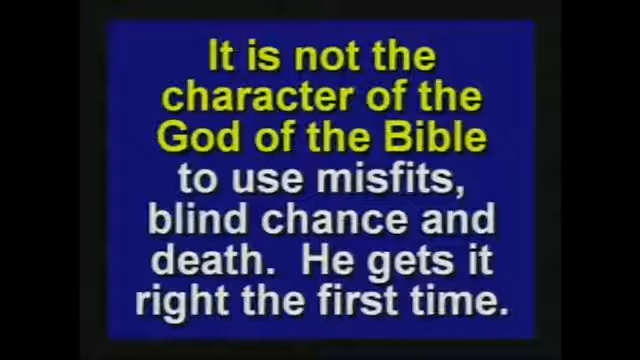 It is not the
character of the
God of the Bible
to use misfits,
blind chance and
death.  He gets it
right the first time.